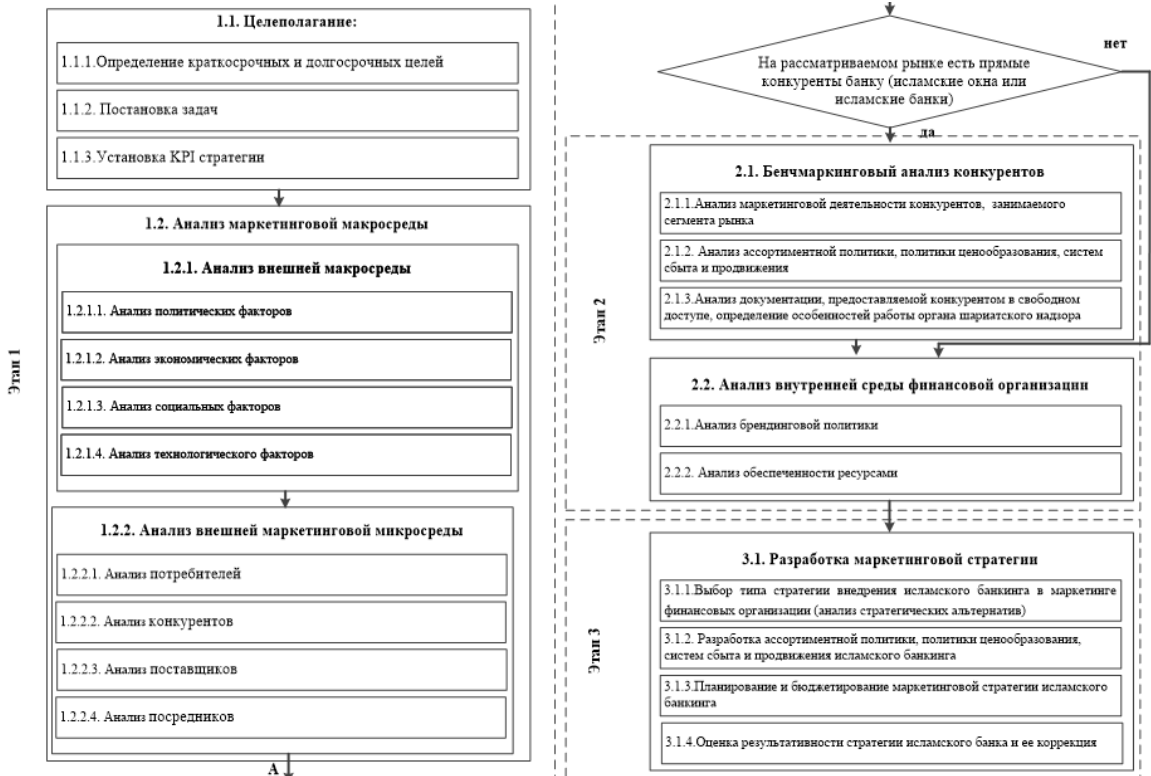 Этап 1
1.1. Целеполагание:
1.1.1.Определение краткосрочных и долгосрочных целей
1.1.2. Постановка задач
1.1.3.Установка KPI стратегии
1.2. Анализ маркетинговой макросреды
1.2.1. Анализ внешней макросреды
1.2.1.1. Анализ политических факторов
1.2.1.2. Анализ экономических факторов
1.2.1.3. Анализ социальных факторов
1.2.1.4. Анализ технологического факторов
1.2.2. Анализ внешней маркетинговой микросреды
1.2.2.1. Анализ потребителей
1.2.2.2. Анализ конкурентов
1.2.2.3. Анализ поставщиков
1.2.2.4. Анализ посредников
А
На рассматриваемом рынке есть прямые
конкуренты банку (исламские окна или
исламские банки)
нет
да
Этап 2
2.1. Бенчмаркинговый анализ конкурентов
2.1.1.Анализ маркетинговой деятельности конкурентов, занимаемого
сегмента рынка
2.1.2. Анализ ассортиментной политики, политики ценообразования, систем
сбыта и продвижения
2.1.3.Анализ документации, предоставляемой конкурентом в свободном
доступе, определение особенностей работы органа шариатского надзора
2.2. Анализ внутренней среды финансовой организации
2.2.1.Анализ брендинговой политики
2.2.2. Анализ обеспеченности ресурсами
Этап 3
3.1. Разработка маркетинговой стратегии
3.1.1.Выбор типа стратегии внедрения исламского банкинга в маркетинге
финансовых организации (анализ стратегических альтернатив)
3.1.2. Разработка ассортиментной политики, политики ценообразования,
систем сбыта и продвижения исламского банкинга
3.1.3.Планирование и бюджетирование маркетинговой стратегии исламского
банкинга
3.1.4.Оценка результативности стратегии исламского банка и ее коррекция